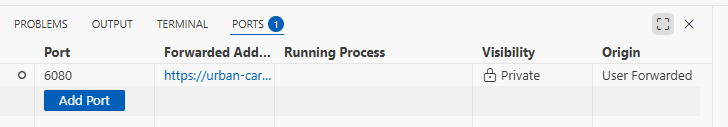 PROBLEMS OUTPUT TERMINAL PORTS 1
Port Forwarded Add... Running Process Visibility Origin
6080 https://urban-car... Private User Forwarded
Add Port